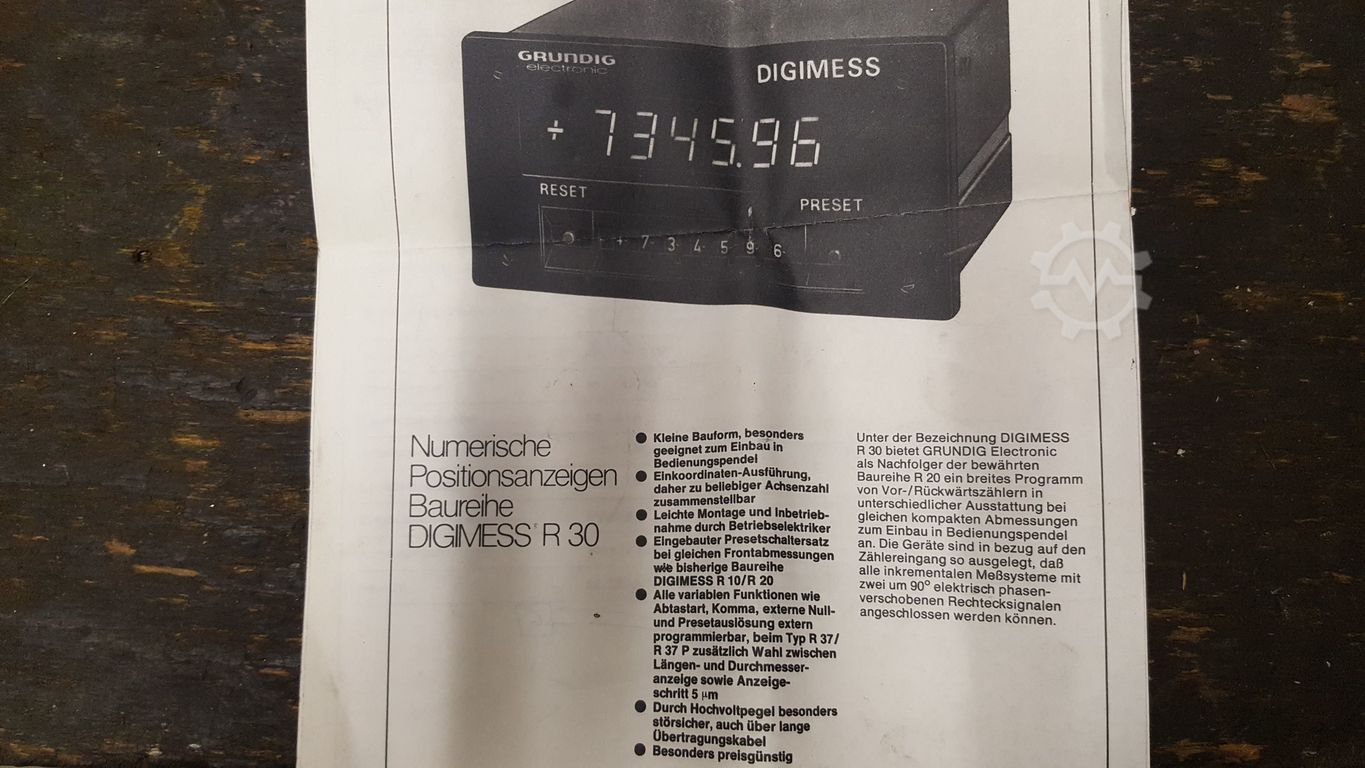 GRUNDIG
electronic
DIGIMESS
+ 7345.96
RESET
PRESET
+ 7 3 4 5 9 6
Numerische
Positionsanzeigen
Baureihe
DIGIMESS® R 30
● Kleine Bauform, besonders
geeignet zum Einbau in
Bedienungspendel
● Einkoordinaten-Ausführung,
daher zu beliebiger Achsenzahl
zusammenstellbar
● Leichte Montage und Inbetrieb-
nahme durch Betriebselektriker
● Eingebauter Presetschaltersatz
bei gleichen Frontabmessungen
wie bisherige Baureihe
DIGIMESS R 10/R 20
● Alle variablen Funktionen wie
Abtastart, Komma, externe Null-
und Presetauslösung extern
programmierbar, beim Typ R 37/
R 37 P zusätzlich Wahl zwischen
Längen- und Durchmesser-
anzeige sowie Anzeige-
schritt 5 µm
● Durch Hochvoltpegel besonders
störsicher, auch über lange
Übertragungskabel
● Besonders preisgünstig
Unter der Bezeichnung DIGIMESS
R 30 bietet GRUNDIG Electronic
als Nachfolger der bewährten
Baureihe R 20 ein breites Programm
von Vor-/Rückwärtszählern in
unterschiedlicher Ausstattung bei
gleichen kompakten Abmessungen
zum Einbau in Bedienungspendel
an. Die Geräte sind in bezug auf den
Zählereingang so ausgelegt, daß
alle inkrementalen Meßsysteme mit
zwei um 90° elektrisch phasen-
verschobenen Rechtecksignalen
angeschlossen werden können.